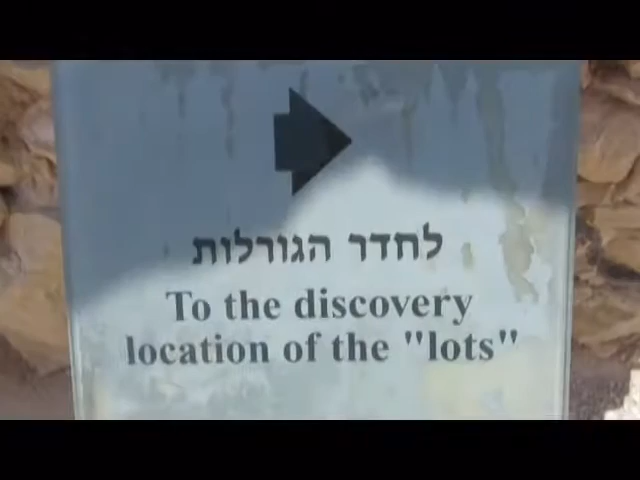 לחדר הגורלות
To the discovery
location of the "lots"